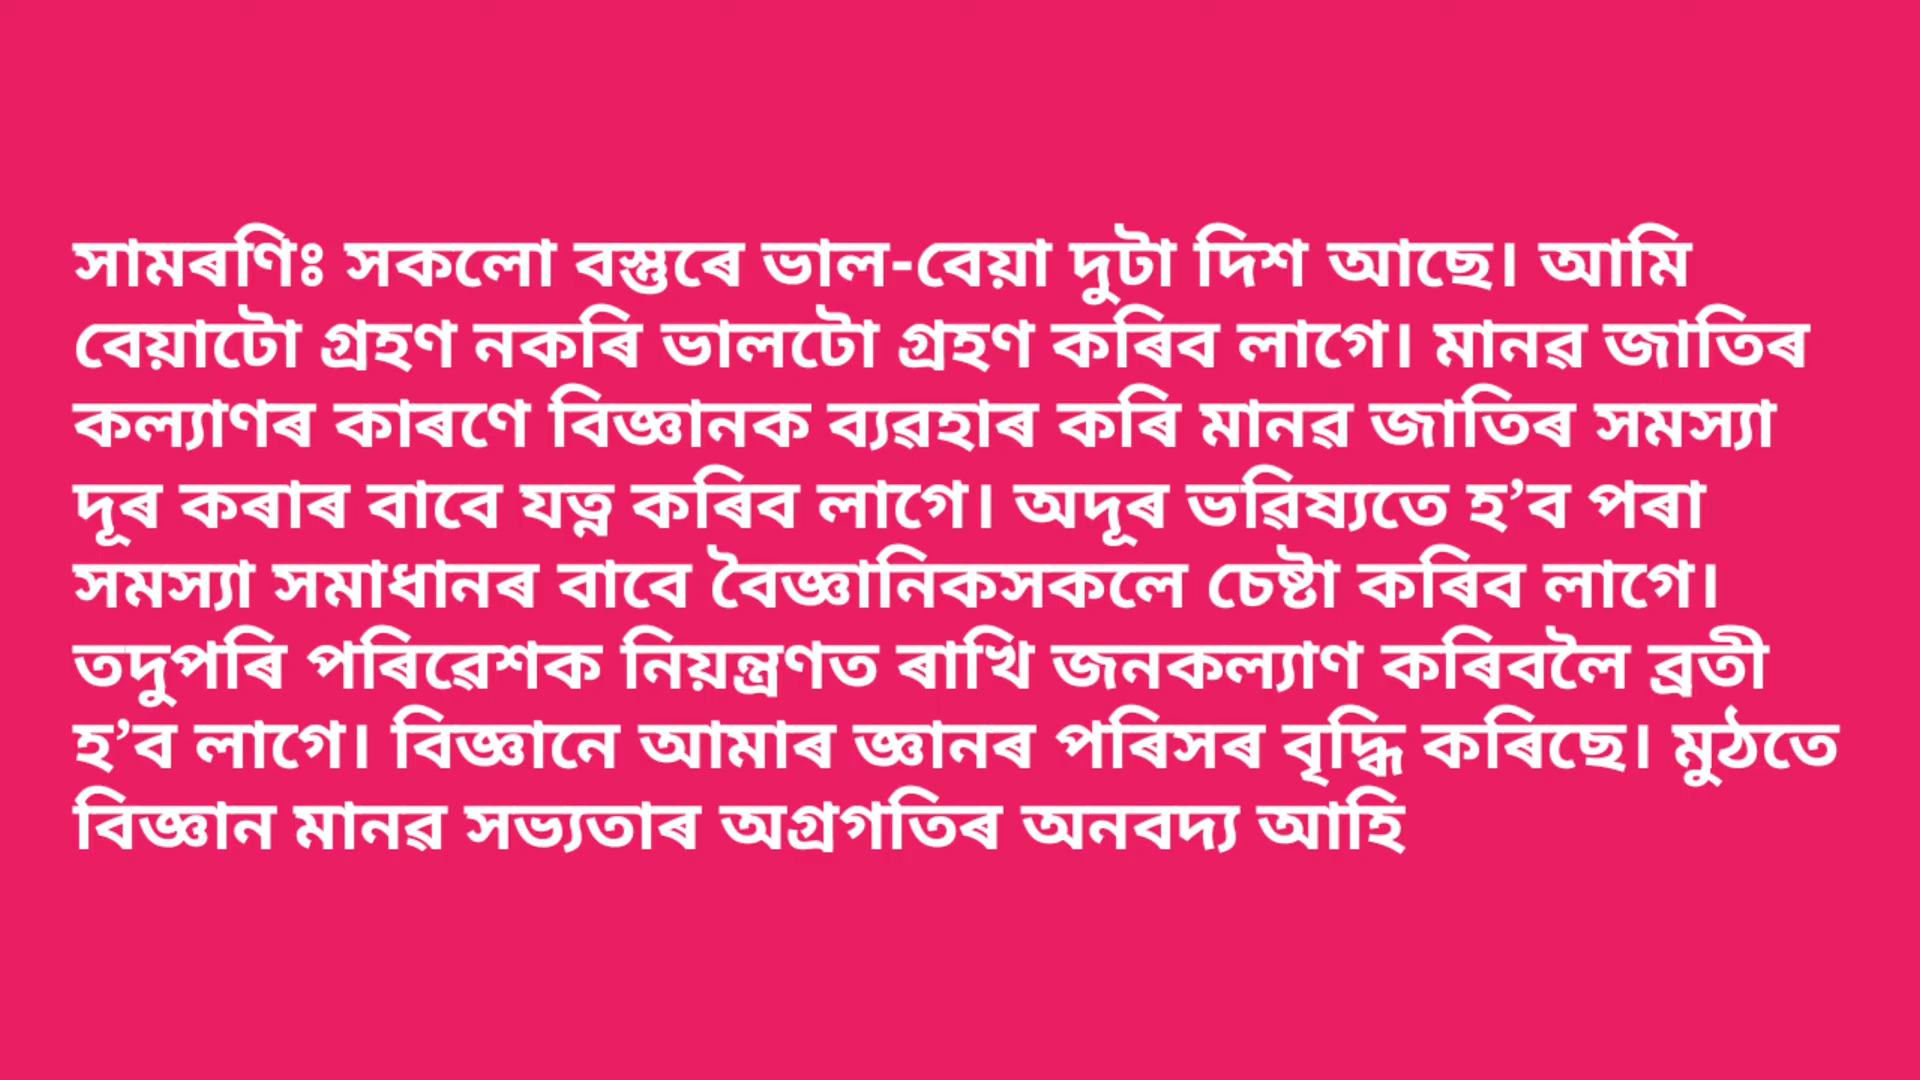 সামৰণিঃ সকলো বস্তুৰে ভাল-বেয়া দুটা দিশ আছে। আমি
বেয়াটো গ্ৰহণ নকৰি ভালটো গ্ৰহণ কৰিব লাগে। মানৱ জাতিৰ
কল্যাণৰ কাৰণে বিজ্ঞানক ব্যৱহাৰ কৰি মানৱ জাতিৰ সমস্যা
দূৰ কৰাৰ বাবে যত্ন কৰিব লাগে। অদূৰ ভৱিষ্যতে হ’ব পৰা
সমস্যা সমাধানৰ বাবে বৈজ্ঞানিকসকলে চেষ্টা কৰিব লাগে।
তদুপৰি পৰিৱেশক নিয়ন্ত্ৰণত ৰাখি জনকল্যাণ কৰিবলৈ ব্ৰতী
হ’ব লাগে। বিজ্ঞানে আমাৰ জ্ঞানৰ পৰিসৰ বৃদ্ধি কৰিছে। মুঠতে
বিজ্ঞান মানৱ সভ্যতাৰ অগ্ৰগতিৰ অনবদ্য আহি